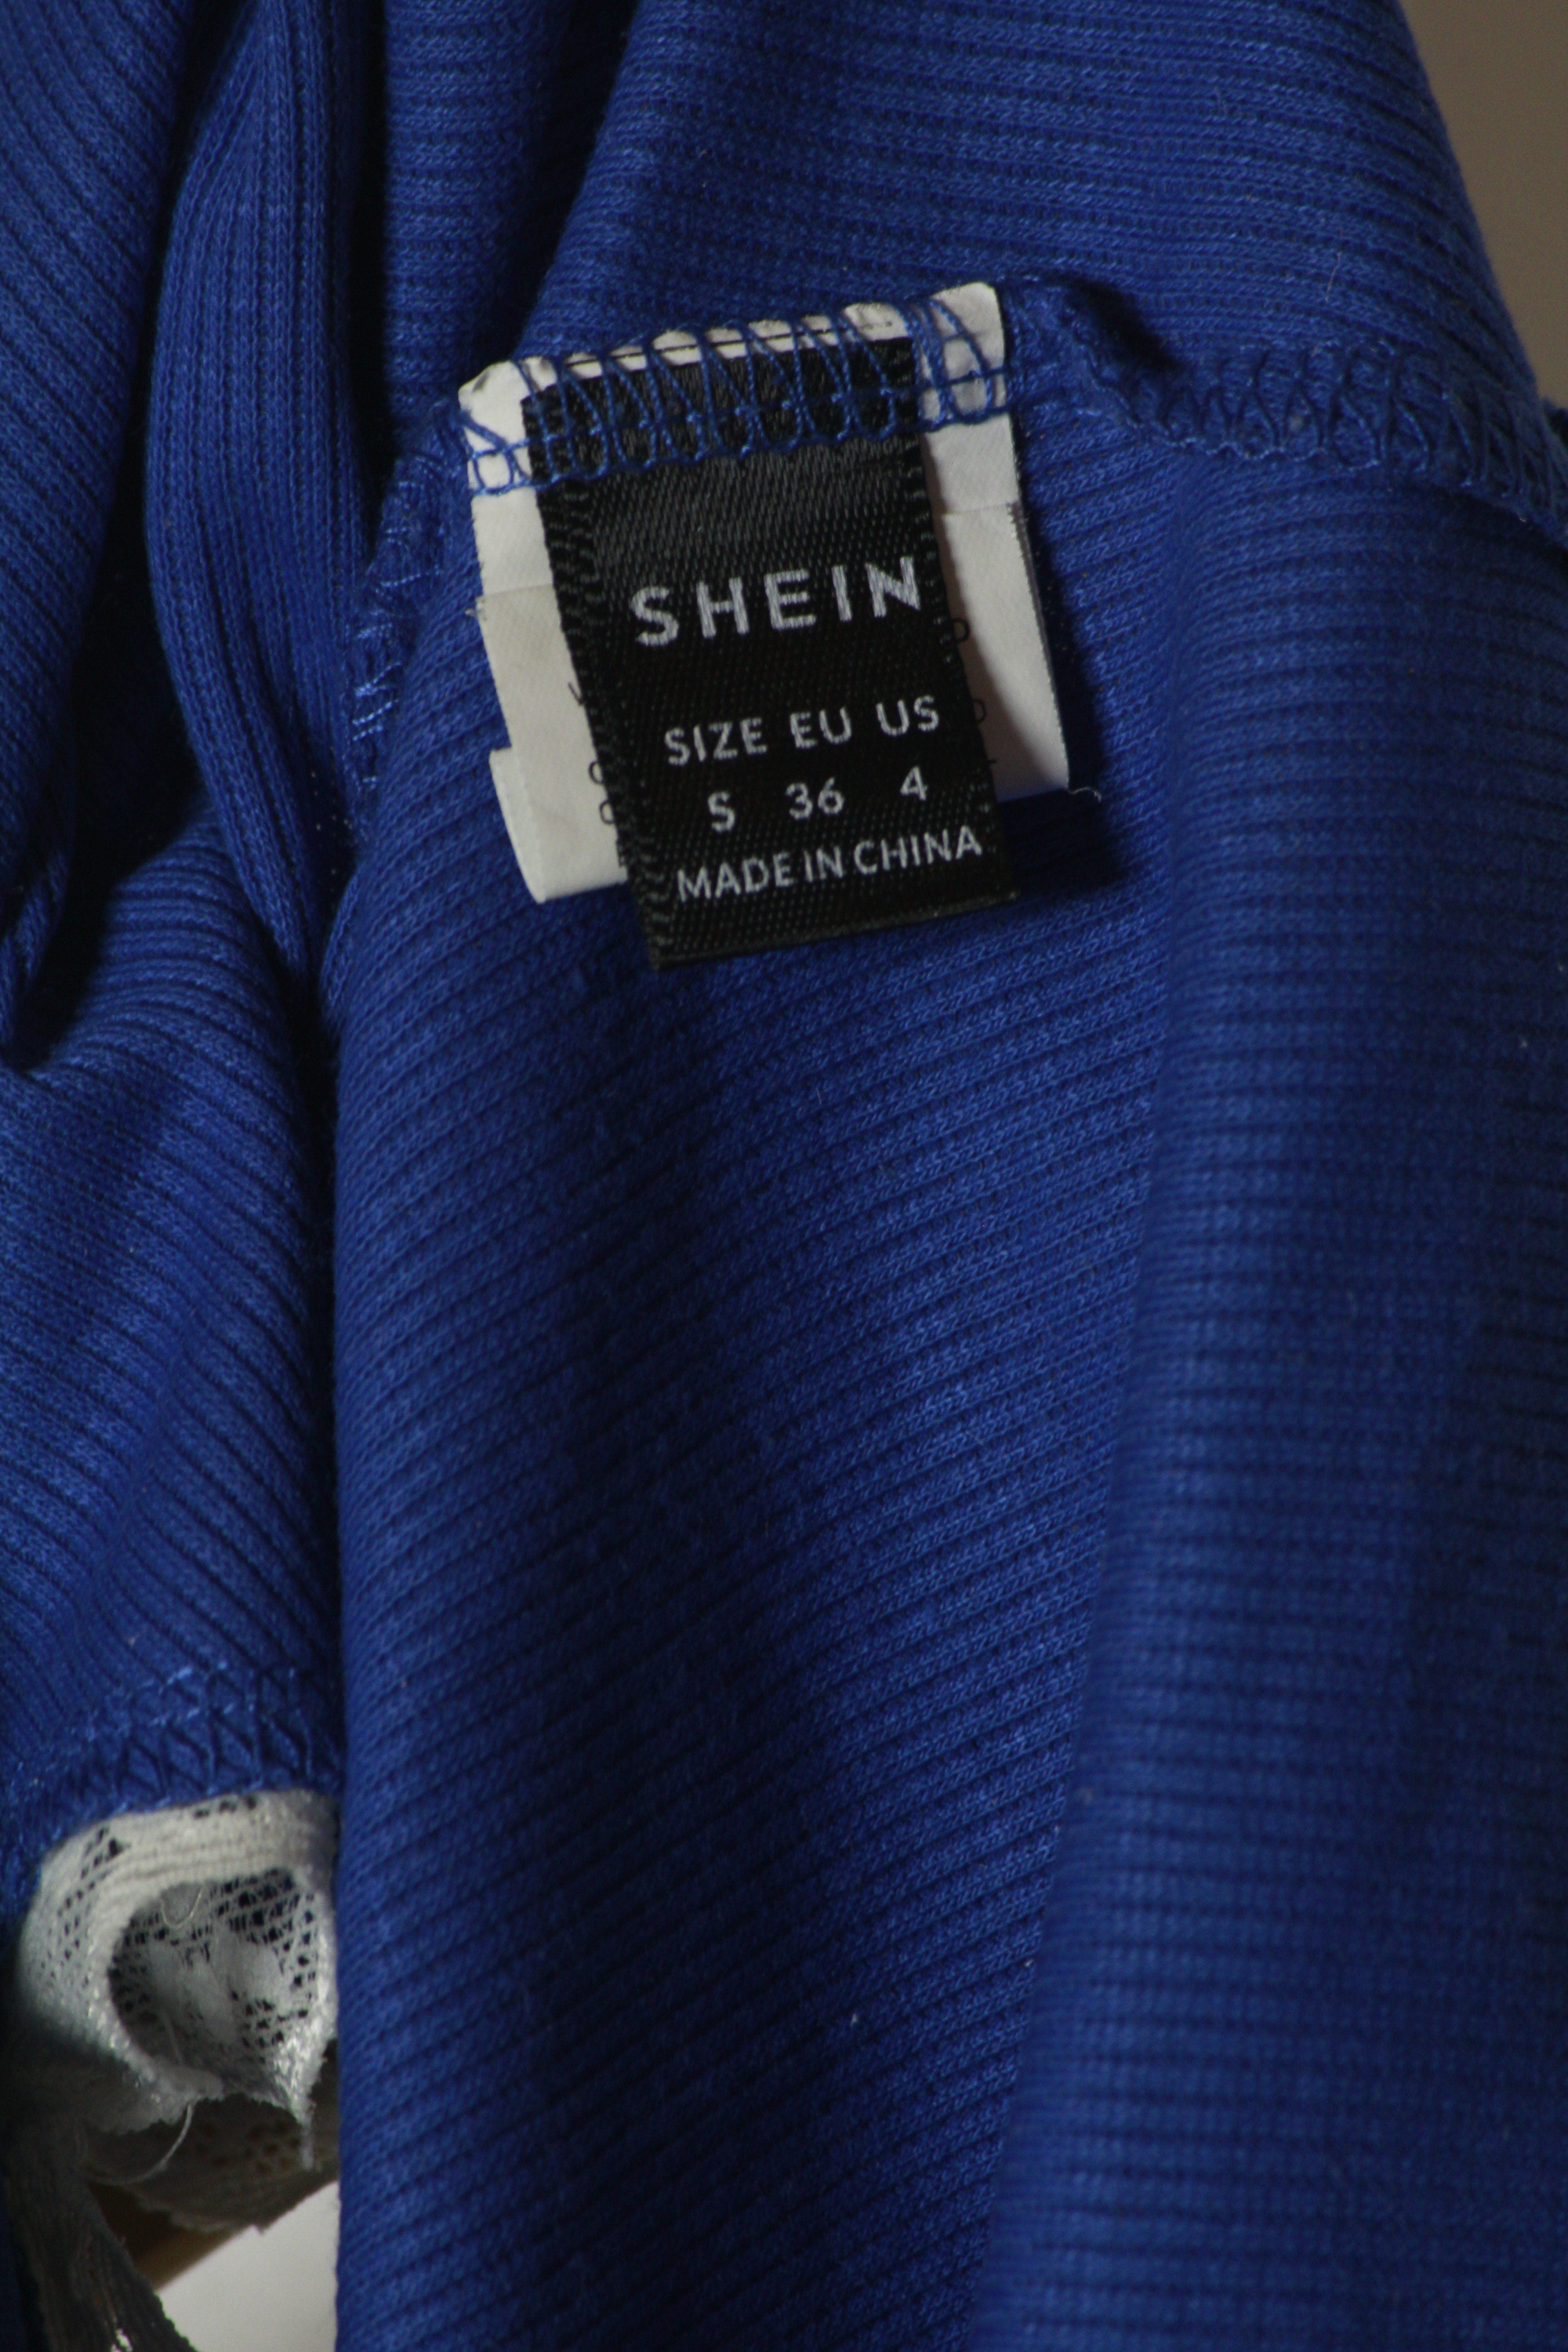 SHEIN
SIZE EU US
S 36 4
MADE IN CHINA